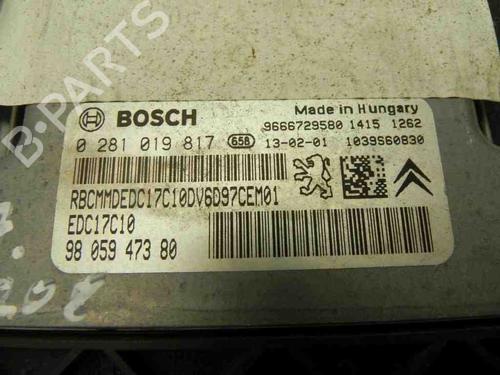 B-PARTS
BOSCH
Made in Hungary
9666729580 1415 1262
0 281 019 817 658 13-02-01 1039S60830
RBCMMDEDC17C10DV6D97CEM01
EDC17C10
98 059 473 80